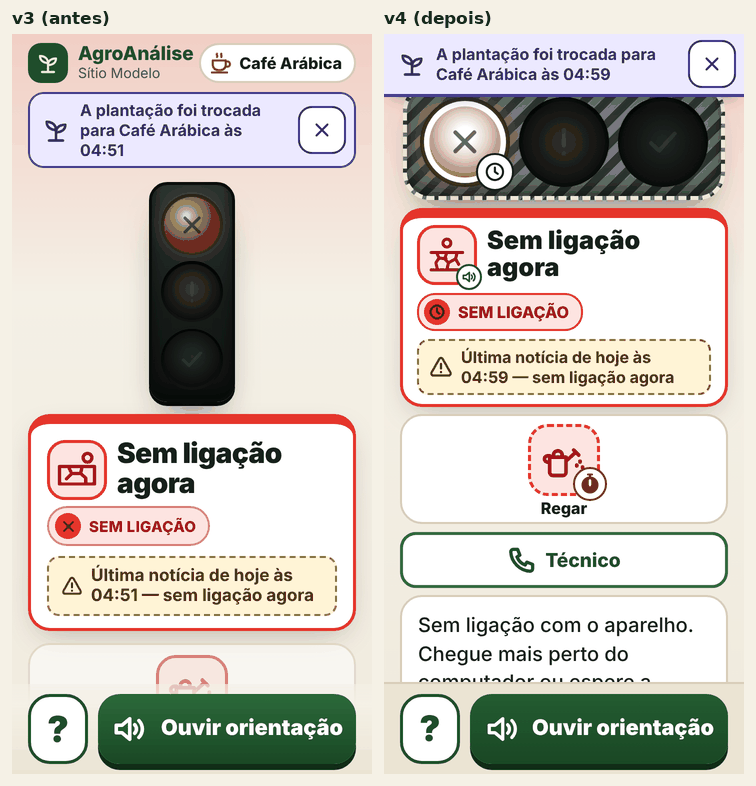 v3 (antes)
AgroAnálise
Sítio Modelo
Café Arábica
A plantação foi trocada
para Café Arábica às
04:51
Sem ligação
agora
SEM LIGAÇÃO
Última notícia de hoje às
04:51 — sem ligação agora
?
Ouvir orientação
v4 (depois)
A plantação foi trocada para
Café Arábica às 04:59
Sem ligação
agora
SEM LIGAÇÃO
Última notícia de hoje às
04:59 — sem ligação agora
Regar
Técnico
Sem ligação com o aparelho.
Chegue mais perto do
computador ou espere a
?
Ouvir orientação